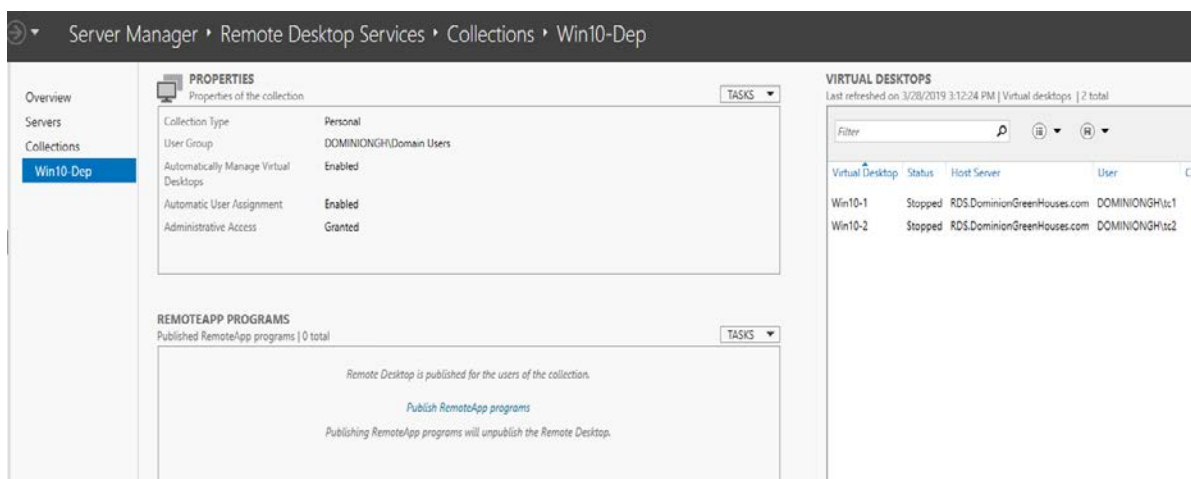 Server Manager ‣ Remote Desktop Services ‣ Collections ‣ Win10-Dep
Overview
Servers
Collections
Win10-Dep
PROPERTIES
Properties of the collection
TASKS
Collection Type Personal
User Group DOMINIONGH\Domain Users
Automatically Manage Virtual Enabled
Desktops
Automatic User Assignment Enabled
Administrative Access Granted
REMOTEAPP PROGRAMS
Published RemoteApp programs | 0 total
TASKS
Remote Desktop is published for the users of the collection.
Publish RemoteApp programs
Publishing RemoteApp programs will unpublish the Remote Desktop.
VIRTUAL DESKTOPS
Last refreshed on 3/28/2019 3:12:24 PM | Virtual desktops | 2 total
Filter
Virtual Desktop Status Host Server User C
Win10-1 Stopped RDS.DominionGreenHouses.com DOMINIONGH\tc1
Win10-2 Stopped RDS.DominionGreenHouses.com DOMINIONGH\tc2